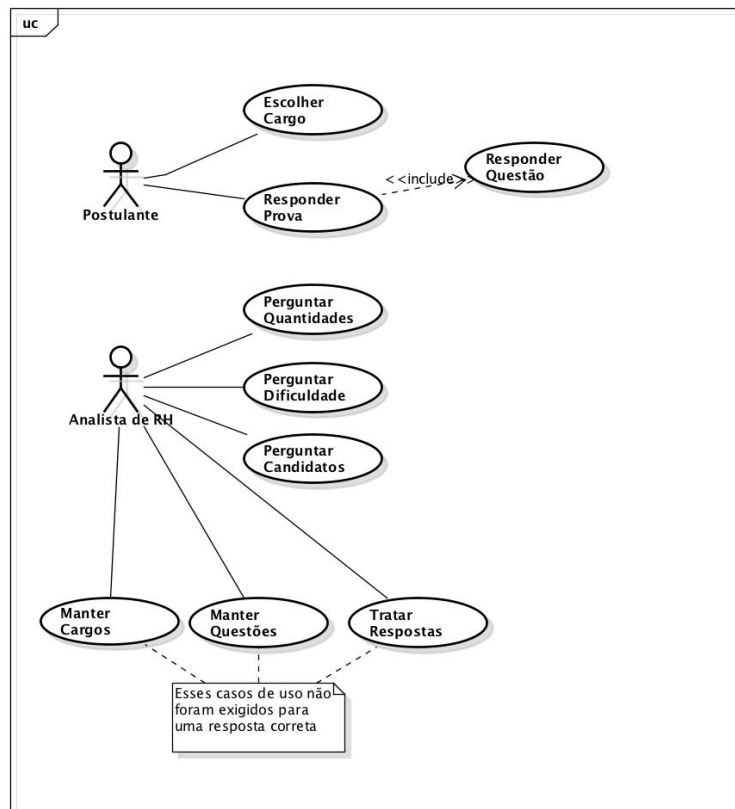 uc
Escolher
Cargo
Postulante
Responder
Prova
< <include>
Responder
Questão
Perguntar
Quantidades
Perguntar
Dificuldade
Analista de RH
Perguntar
Candidatos
Manter
Cargos
Manter
Questões
Tratar
Respostas
Esses casos de uso não
foram exigidos para
uma resposta correta